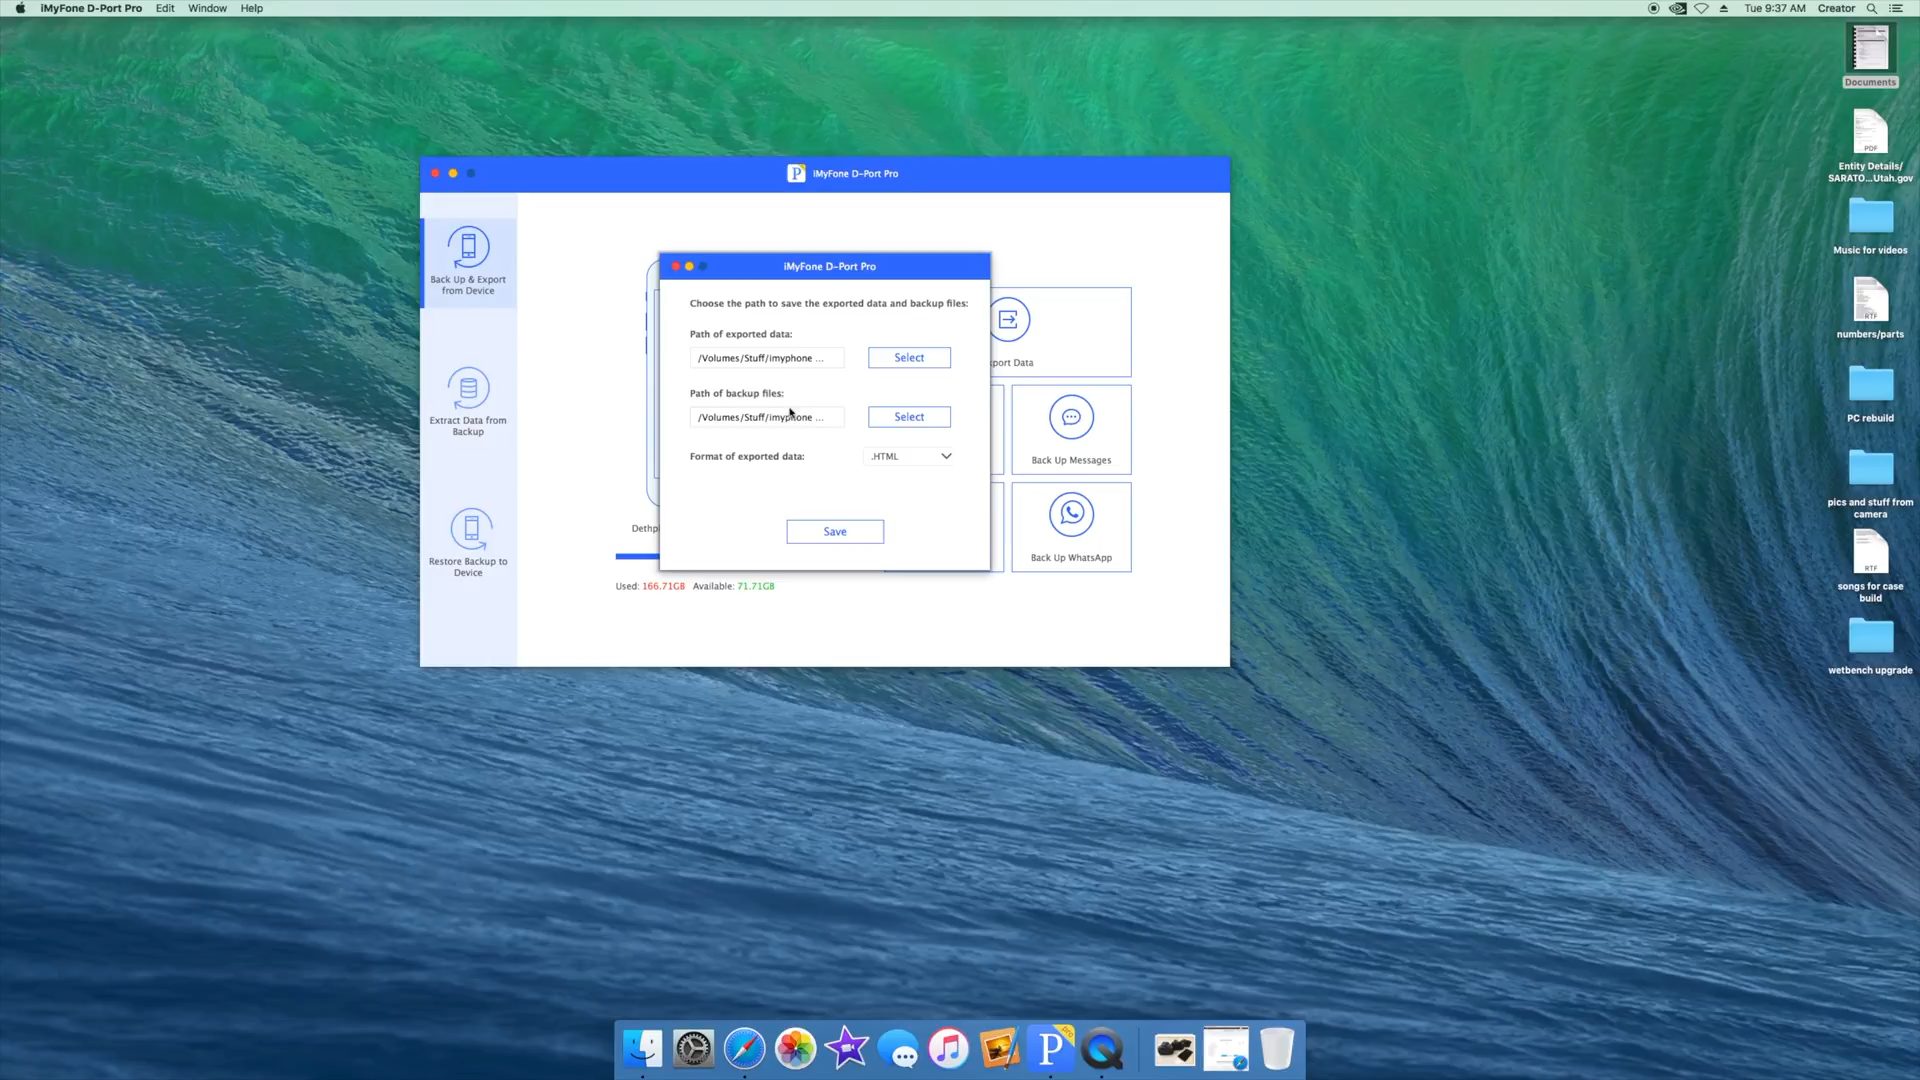 iMyFone D-Port Pro Edit Window Help
Tue 9:37 AM Creator
Documents
PDF
Entity Details/
SARATO...Utah.gov
Music for videos
RTF
numbers/parts
PC rebuild
pics and stuff from
camera
RTF
songs for case
build
wetbench upgrade
P iMyFone D-Port Pro
Back Up & Export
from Device
Extract Data from
Backup
Restore Backup to
Device
iMyFone D-Port Pro
Choose the path to save the exported data and backup files:
Path of exported data:
/Volumes/Stuff/imyphone ...
Select
Path of backup files:
/Volumes/Stuff/imyphone ...
Select
Format of exported data:
.HTML
Save
port Data
Back Up Messages
Back Up WhatsApp
Dethp
Used: 166.71GB Available: 71.71GB
P
pro